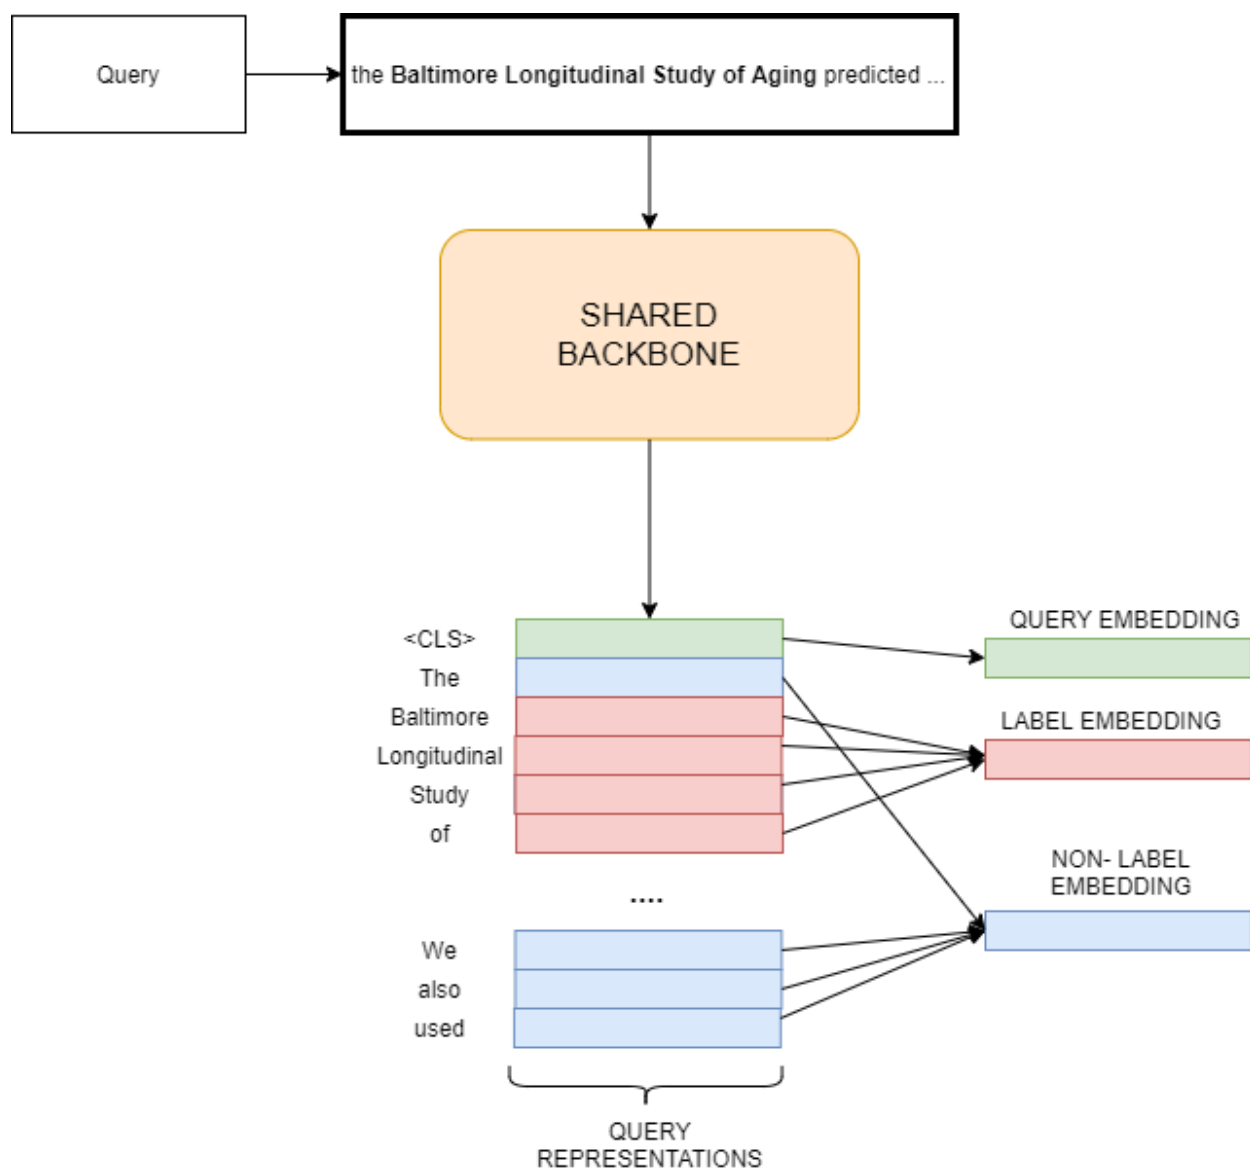 Query
the Baltimore Longitudinal Study of Aging predicted ...
SHARED
BACKBONE
<CLS>
The
Baltimore
Longitudinal
Study
of
....
We
also
used
QUERY
REPRESENTATIONS
QUERY EMBEDDING
LABEL EMBEDDING
NON- LABEL
EMBEDDING